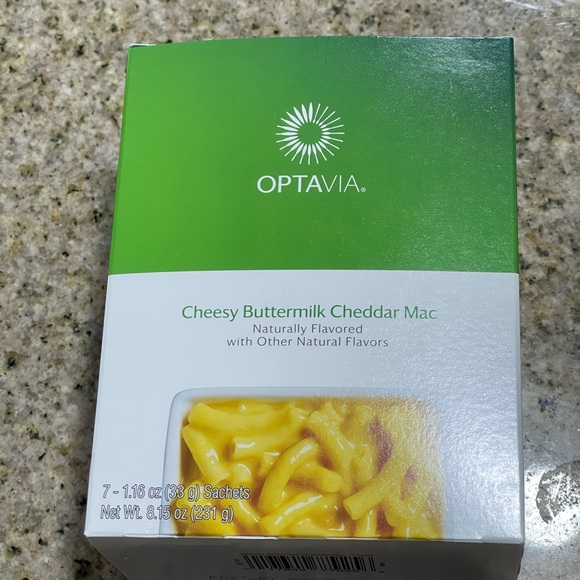 OPTAVIA®
Cheesy Buttermilk Cheddar Mac
Naturally Flavored
with Other Natural Flavors
7 - 1.16 oz (33 g) Sachets
Net Wt. 8.15 oz (231 g)